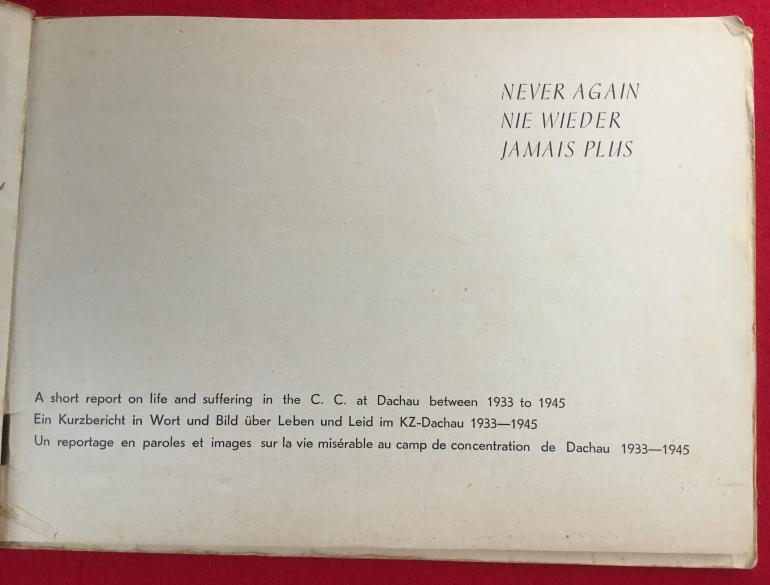 NEVER AGAIN
NIE WIEDER
JAMAIS PLUS
A short report on life and suffering in the C. C. at Dachau between 1933 to 1945
Ein Kurzbericht in Wort und Bild über Leben und Leid im KZ-Dachau 1933—1945
Un reportage en paroles et images sur la vie misérable au camp de concentration de Dachau 1933—1945